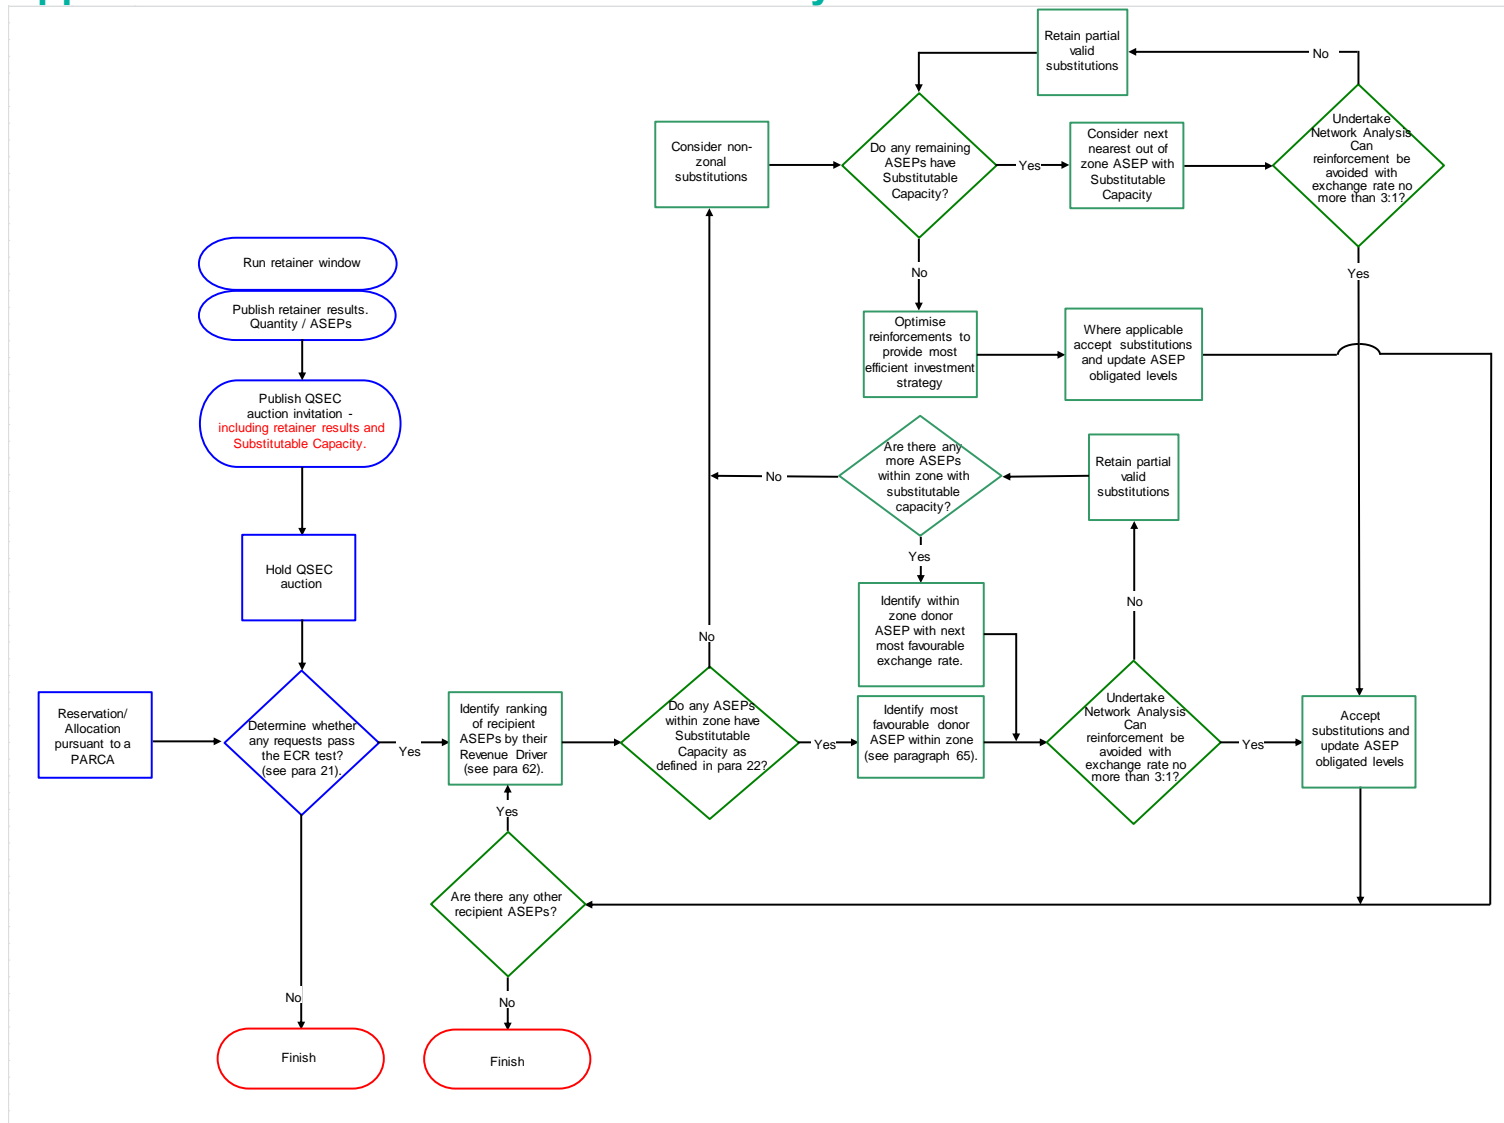 Retain partial
valid
substitutions
No
Undertake
Network Analysis
Can
reinforcement be
avoided with
exchange rate no
more than 3:1?
Consider non-
zonal
substitutions
Do any remaining
ASEPs have
Substitutable
Capacity?
Yes
Consider next
nearest out of
zone ASEP with
Substitutable
Capacity
No
Yes
Run retainer window
Publish retainer results.
Quantity / ASEPs
Optimise
reinforcements to
provide most
efficient investment
strategy
Where applicable
accept substitutions
and update ASEP
obligated levels
Publish QSEC
auction invitation -
including retainer results and
Substitutable Capacity.
Are there any
more ASEPs
within zone with
substitutable
capacity?
No
Retain partial
valid
substitutions
Yes
Hold QSEC
auction
Identify within
zone donor
ASEP with next
most favourable
exchange rate.
No
No
Reservation/
Allocation
pursuant to a
PARCA
Determine whether
any requests pass
the ECR test?
(see para 21).
Yes
Identify ranking
of recipient
ASEPs by their
Revenue Driver
(see para 62).
Do any ASEPs
within zone have
Substitutable
Capacity as
defined in para 22?
Yes
Identify most
favourable donor
ASEP within zone
(see paragraph 65).
Undertake
Network Analysis
Can
reinforcement be
avoided with
exchange rate no
more than 3:1?
Yes
Accept
substitutions and
update ASEP
obligated levels
Yes
Are there any other
recipient ASEPs?
No
No
Finish
Finish